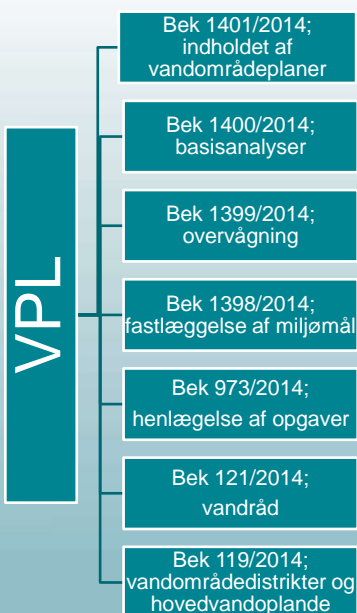 VPL
Bek 1401/2014;
indholdet af
vandområdeplaner
Bek 1400/2014;
basisanalyser
Bek 1399/2014;
overvågning
Bek 1398/2014;
fastlæggelse af miljømål
Bek 973/2014;
henlægelse af opgaver
Bek 121/2014;
vandråd
Bek 119/2014;
vandområdedistrikter og
hovedvandoplande